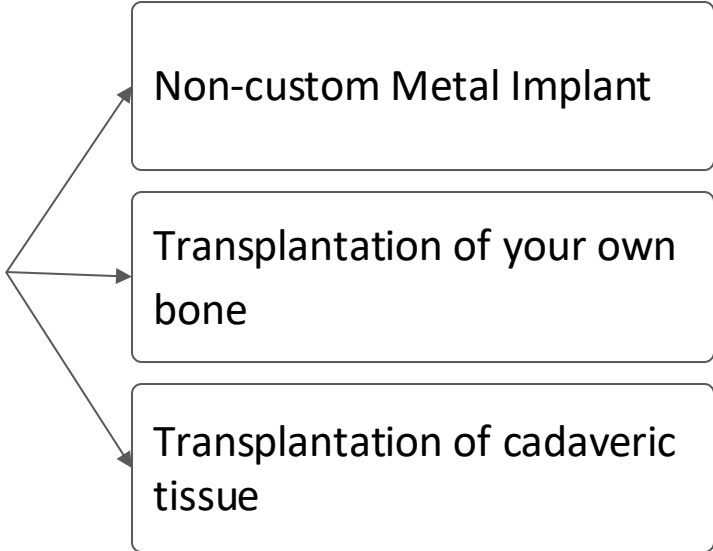 Non-custom Metal Implant
Transplantation of your own
bone
Transplantation of cadaveric
tissue